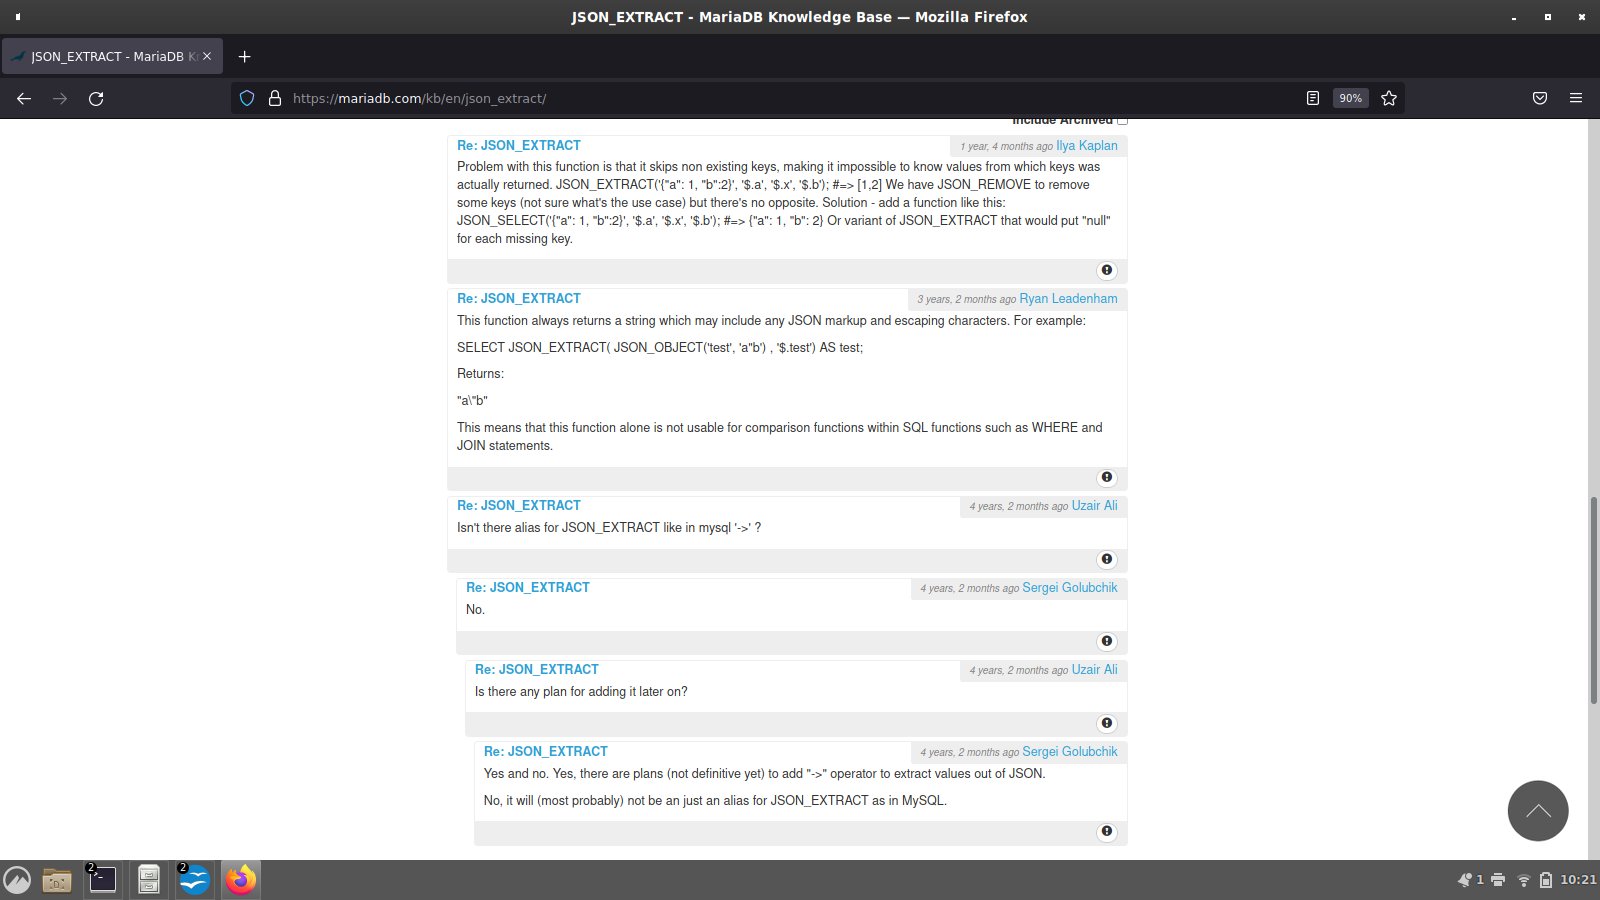 JSON_EXTRACT - MariaDB Knowledge Base — Mozilla Firefox
JSON_EXTRACT - MariaDB K
https://mariadb.com/kb/en/json_extract/
90%
Include Archived
Re: JSON_EXTRACT
1 year, 4 months ago Ilya Kaplan
Problem with this function is that it skips non existing keys, making it impossible to know values from which keys was
actually returned. JSON_EXTRACT('{"a": 1, "b":2}', '$.a', '$.x', '$.b'); #=> [1,2] We have JSON_REMOVE to remove
some keys (not sure what's the use case) but there's no opposite. Solution - add a function like this:
JSON_SELECT('{"a": 1, "b":2}', '$.a', '$.x', '$.b'); #=> {"a": 1, "b": 2} Or variant of JSON_EXTRACT that would put "null"
for each missing key.
Re: JSON_EXTRACT
3 years, 2 months ago Ryan Leadenham
This function always returns a string which may include any JSON markup and escaping characters. For example:
SELECT JSON_EXTRACT( JSON_OBJECT('test', 'a"b') , '$.test') AS test;
Returns:
"a\"b"
This means that this function alone is not usable for comparison functions within SQL functions such as WHERE and
JOIN statements.
Re: JSON_EXTRACT
4 years, 2 months ago Uzair Ali
Isn't there alias for JSON_EXTRACT like in mysql '->' ?
Re: JSON_EXTRACT
4 years, 2 months ago Sergei Golubchik
No.
Re: JSON_EXTRACT
4 years, 2 months ago Uzair Ali
Is there any plan for adding it later on?
Re: JSON_EXTRACT
4 years, 2 months ago Sergei Golubchik
Yes and no. Yes, there are plans (not definitive yet) to add "->" operator to extract values out of JSON.
No, it will (most probably) not be an just an alias for JSON_EXTRACT as in MySQL.
2
2
1
10:21